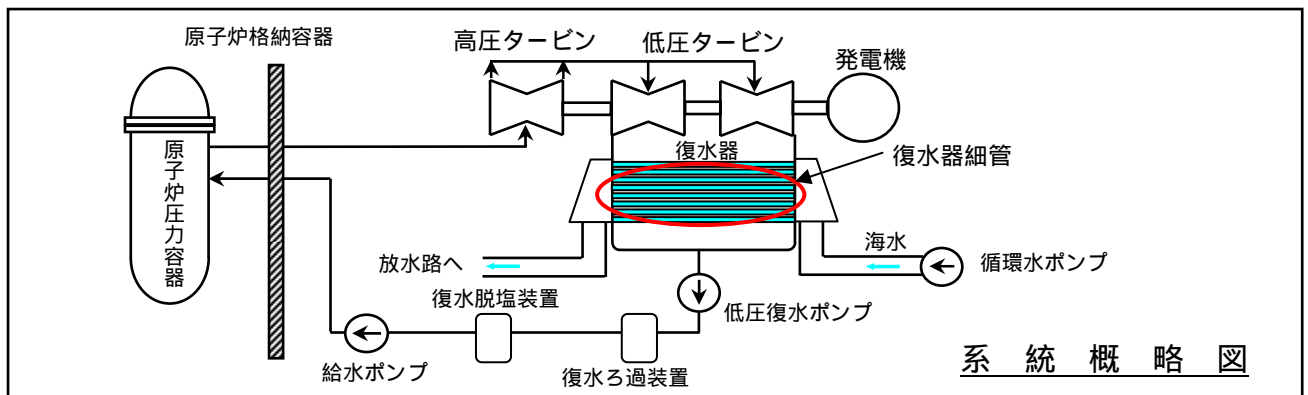 原子炉格納容器
高圧タービン
低圧タービン
発電機
原子炉圧力容器
復水器
復水器細管
海水
循環水ポンプ
放水路へ
復水脱塩装置
低圧復水ポンプ
給水ポンプ
復水ろ過装置
系統概略図